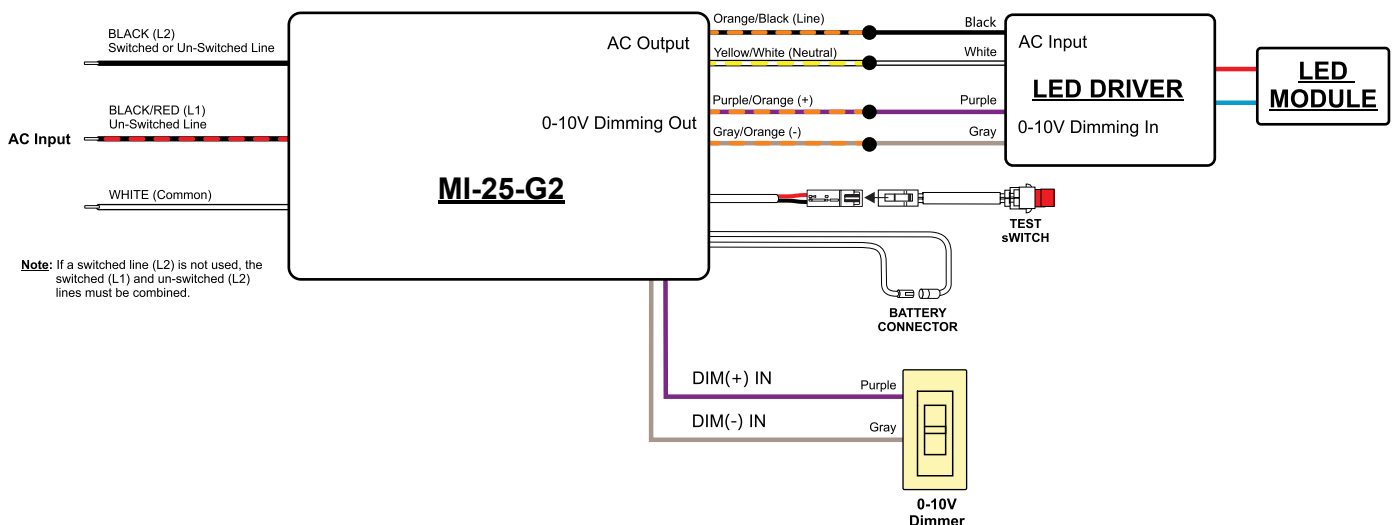 BLACK (L2)
Switched or Un-Switched Line
BLACK/RED (L1)
Un-Switched Line
AC Input
WHITE (Common)
Note: If a switched line (L2) is not used, the
switched (L1) and un-switched (L2)
lines must be combined.
MI-25-G2
AC Output
0-10V Dimming Out
Orange/Black (Line)
Yellow/White (Neutral)
Purple/Orange (+)
Gray/Orange (-)
Black
White
Purple
Gray
AC Input
LED DRIVER
0-10V Dimming In
LED
MODULE
TEST
sWITCH
BATTERY
CONNECTOR
DIM(+) IN
Purple
DIM(-) IN
Gray
0-10V
Dimmer